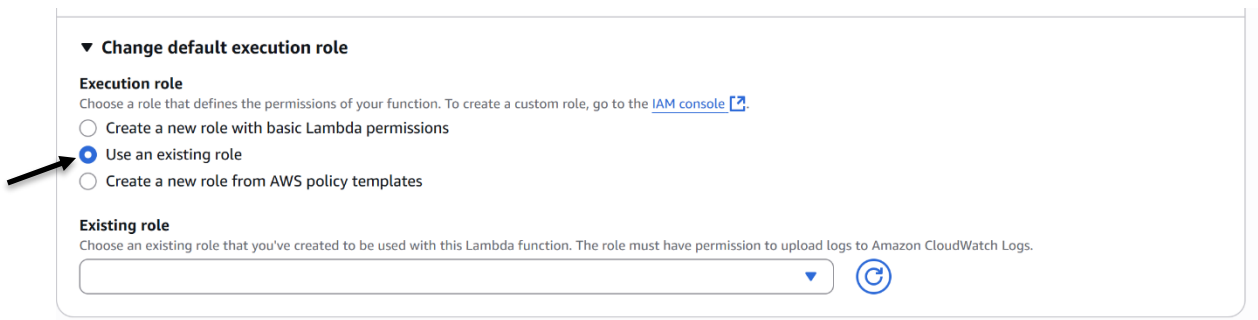 Change default execution role
Execution role
Choose a role that defines the permissions of your function. To create a custom role, go to the IAM console.
Create a new role with basic Lambda permissions
Use an existing role
Create a new role from AWS policy templates
Existing role
Choose an existing role that you've created to be used with this Lambda function. The role must have permission to upload logs to Amazon CloudWatch Logs.